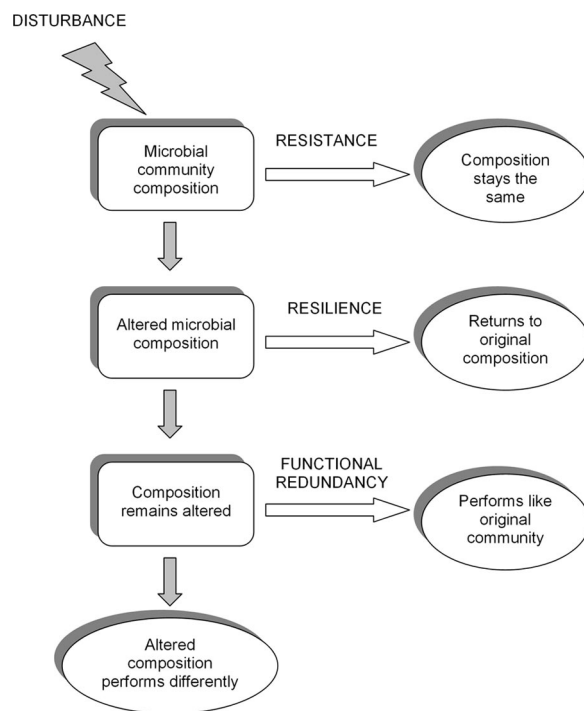 DISTURBANCE
Microbial
community
composition
RESISTANCE
Composition
stays the
same
Altered microbial
composition
RESILIENCE
Returns to
original
composition
Composition
remains altered
FUNCTIONAL
REDUNDANCY
Performs like
original
community
Altered
composition
performs differently